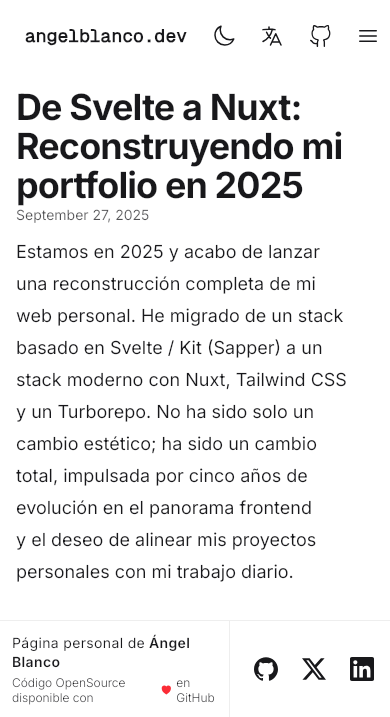 angelblanco.dev
De Svelte a Nuxt:
Reconstruyendo mi
portfolio en 2025
September 27, 2025
Estamos en 2025 y acabo de lanzar
una reconstrucción completa de mi
web personal. He migrado de un stack
basado en Svelte / Kit (Sapper) a un
stack moderno con Nuxt, Tailwind CSS
y un Turborepo. No ha sido solo un
cambio estético; ha sido un cambio
total, impulsada por cinco años de
evolución en el panorama frontend
y el deseo de alinear mis proyectos
personales con mi trabajo diario.
Página personal de Ángel
Blanco
Código OpenSource
disponible con
en
GitHub